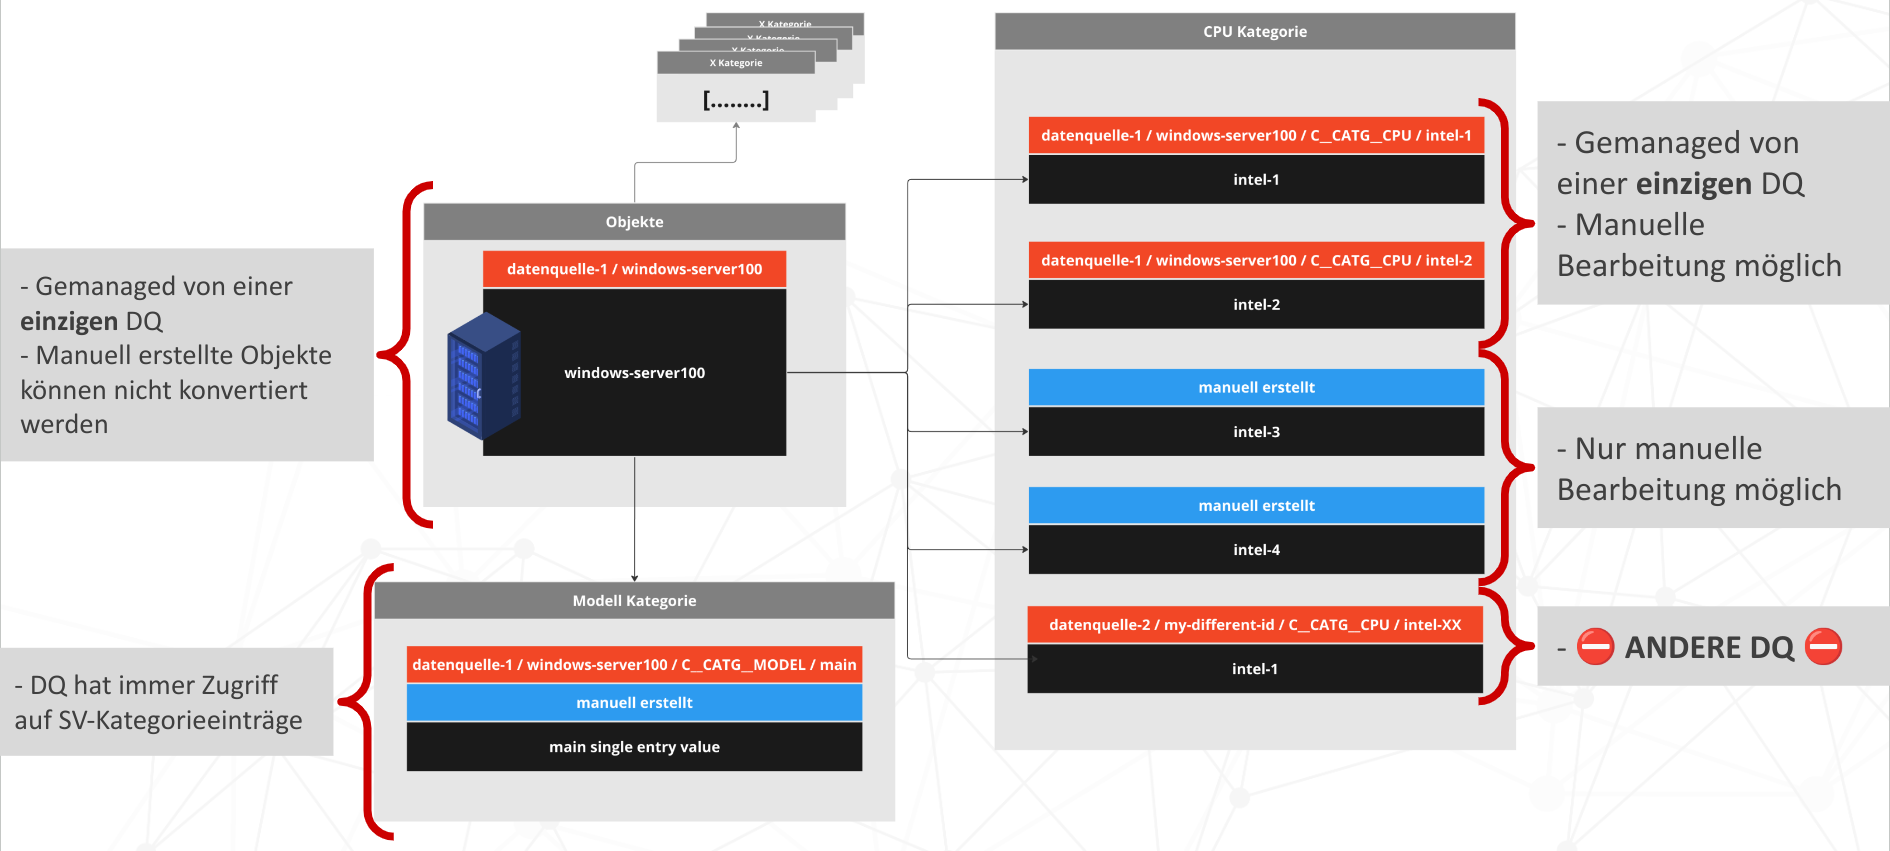 X Kategorie
X Kategorie
X Kategorie
X Kategorie
[........]
Objekte
datenquelle-1 / windows-server100
windows-server100
- Gemanaged von einer
einzigen DQ
- Manuell erstellte Objekte
können nicht konvertiert
werden
Modell Kategorie
datenquelle-1 / windows-server100 / C__CATG__MODEL / main
manuell erstellt
main single entry value
- DQ hat immer Zugriff
auf SV-Kategorieeinträge
CPU Kategorie
datenquelle-1 / windows-server100 / C__CATG__CPU / intel-1
intel-1
datenquelle-1 / windows-server100 / C__CATG__CPU / intel-2
intel-2
manuell erstellt
intel-3
manuell erstellt
intel-4
datenquelle-2 / my-different-id / C__CATG__CPU / intel-XX
intel-1
- Gemanaged von
einer einzigen DQ
- Manuelle
Bearbeitung möglich
- Nur manuelle
Bearbeitung möglich
- ⛔ ANDERE DQ ⛔